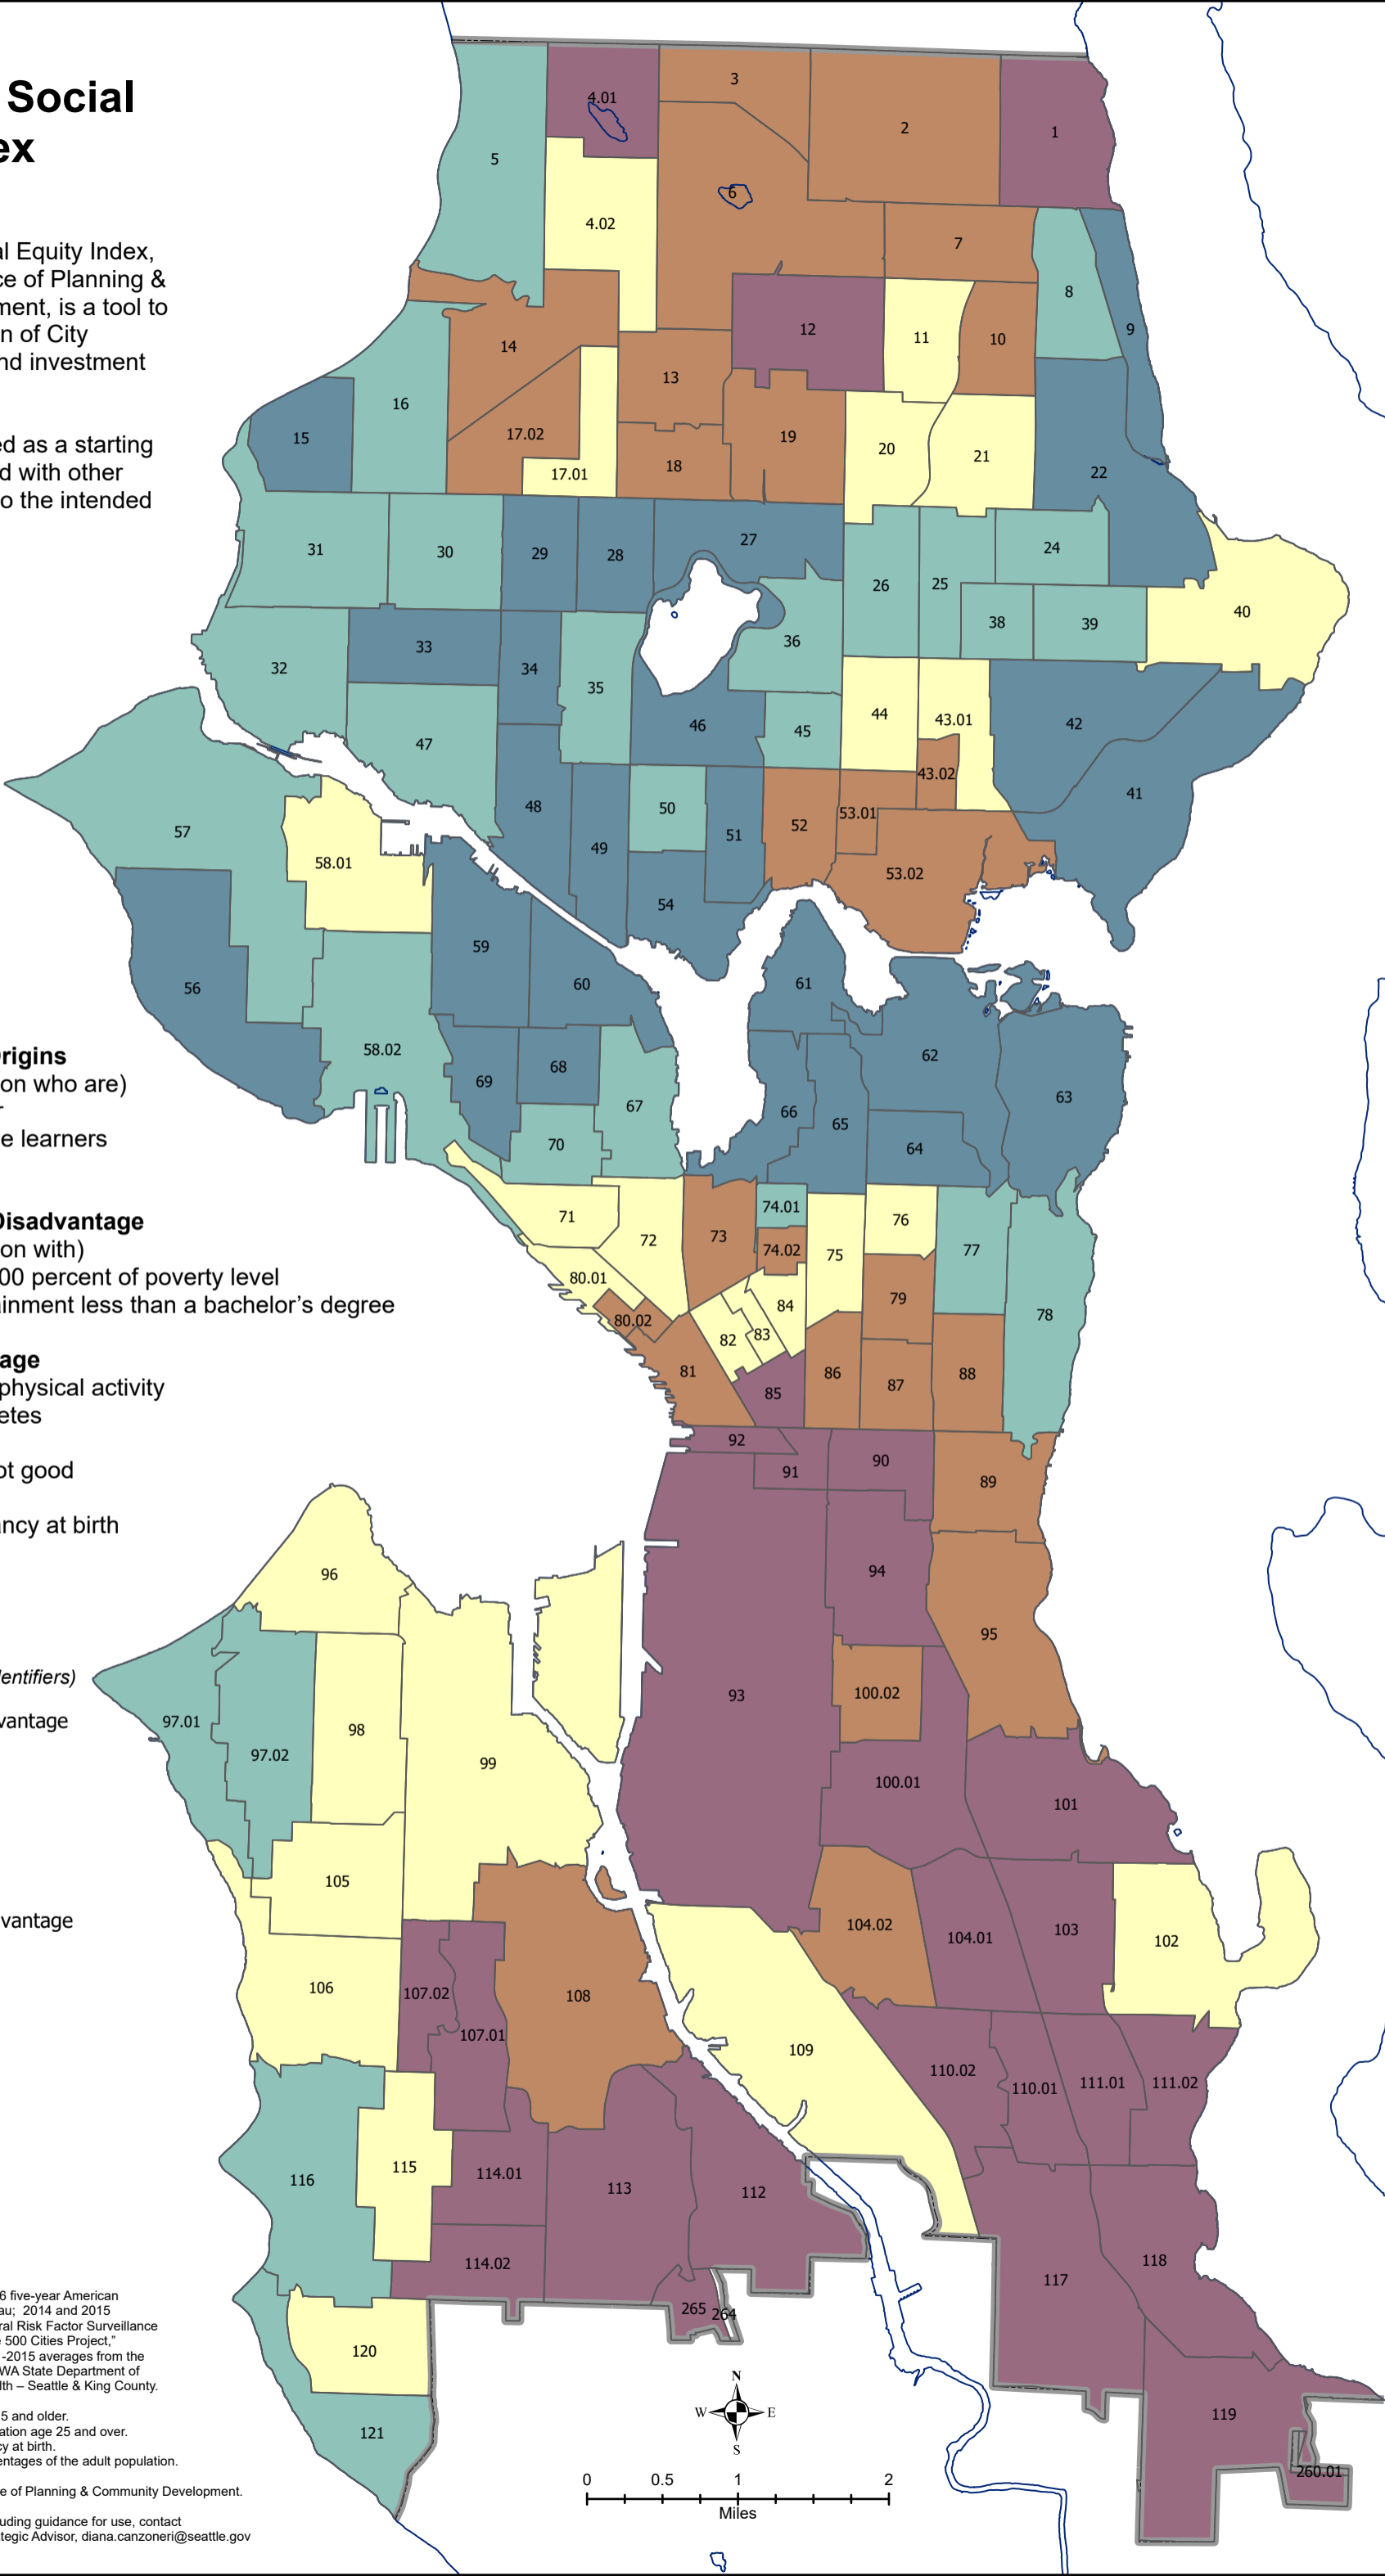 Social
ex
al Equity Index,
ce of Planning &
ment, is a tool to
on of City
nd investment
ed as a starting
d with other
o the intended
Origins
on who are)
r
e learners
Disadvantage
on with)
00 percent of poverty level
ainment less than a bachelor's degree
age
physical activity
etes
ot good
ancy at birth
entifiers)
vantage
vantage
6 five-year American
au; 2014 and 2015
ral Risk Factor Surveillance
e 500 Cities Project,"
-2015 averages from the
WA State Department of
lth – Seattle & King County.
5 and older.
ation age 25 and over.
cy at birth.
entages of the adult population.
e of Planning & Community Development.
uding guidance for use, contact
ategic Advisor, diana.canzoneri@seattle.gov
4.01
3
2
1
5
6
4.02
7
8
9
12
11
10
14
13
16
15
17.02
19
20
21
17.01
18
22
31
30
29
28
27
26
25
24
38
39
40
36
32
33
34
35
46
45
44
43.01
42
47
43.02
41
48
49
50
51
52
53.01
53.02
57
58.01
54
59
60
56
61
62
58.02
69
68
67
66
65
63
70
64
71
72
73
74.01
74.02
75
76
77
78
80.01
80.02
84
79
82
83
81
85
86
87
88
92
91
90
89
96
94
95
93
100.02
97.01
97.02
98
99
100.01
101
105
104.02
104.01
103
102
106
107.02
107.01
108
109
110.02
110.01
111.01
111.02
116
115
114.01
113
112
114.02
117
118
265
264
120
121
119
260.01
N
W
E
S
0 0.5 1 2
Miles